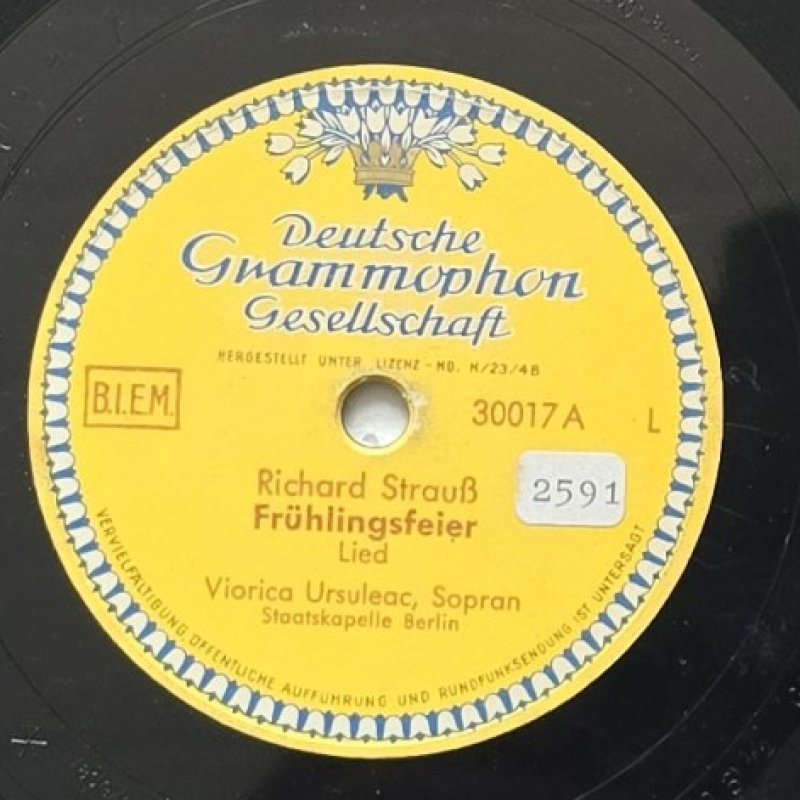 Deutsche
Grammophon
Gesellschaft
HERGESTELLT UNTER LIZENZ - NO. N/23/48
B.I.E.M.
30017 A L
Richard Strauß
2591
Frühlingsfeier
Lied
Viorica Ursuleac, Sopran
Staatskapelle Berlin
VERVIELFÄLTIGUNG, ÖFFENTLICHE AUFFÜHRUNG UND RUNDFUNKSENDUNG IST UNTERSAGT